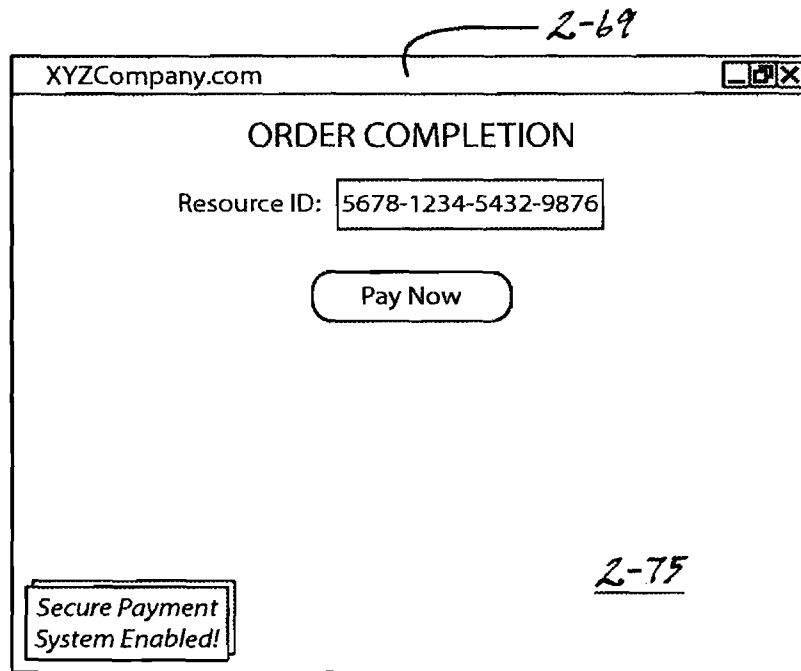 2-69
XYZCompany.com
ORDER COMPLETION
Resource ID: 5678-1234-5432-9876
Pay Now
2-75
Secure Payment
System Enabled!